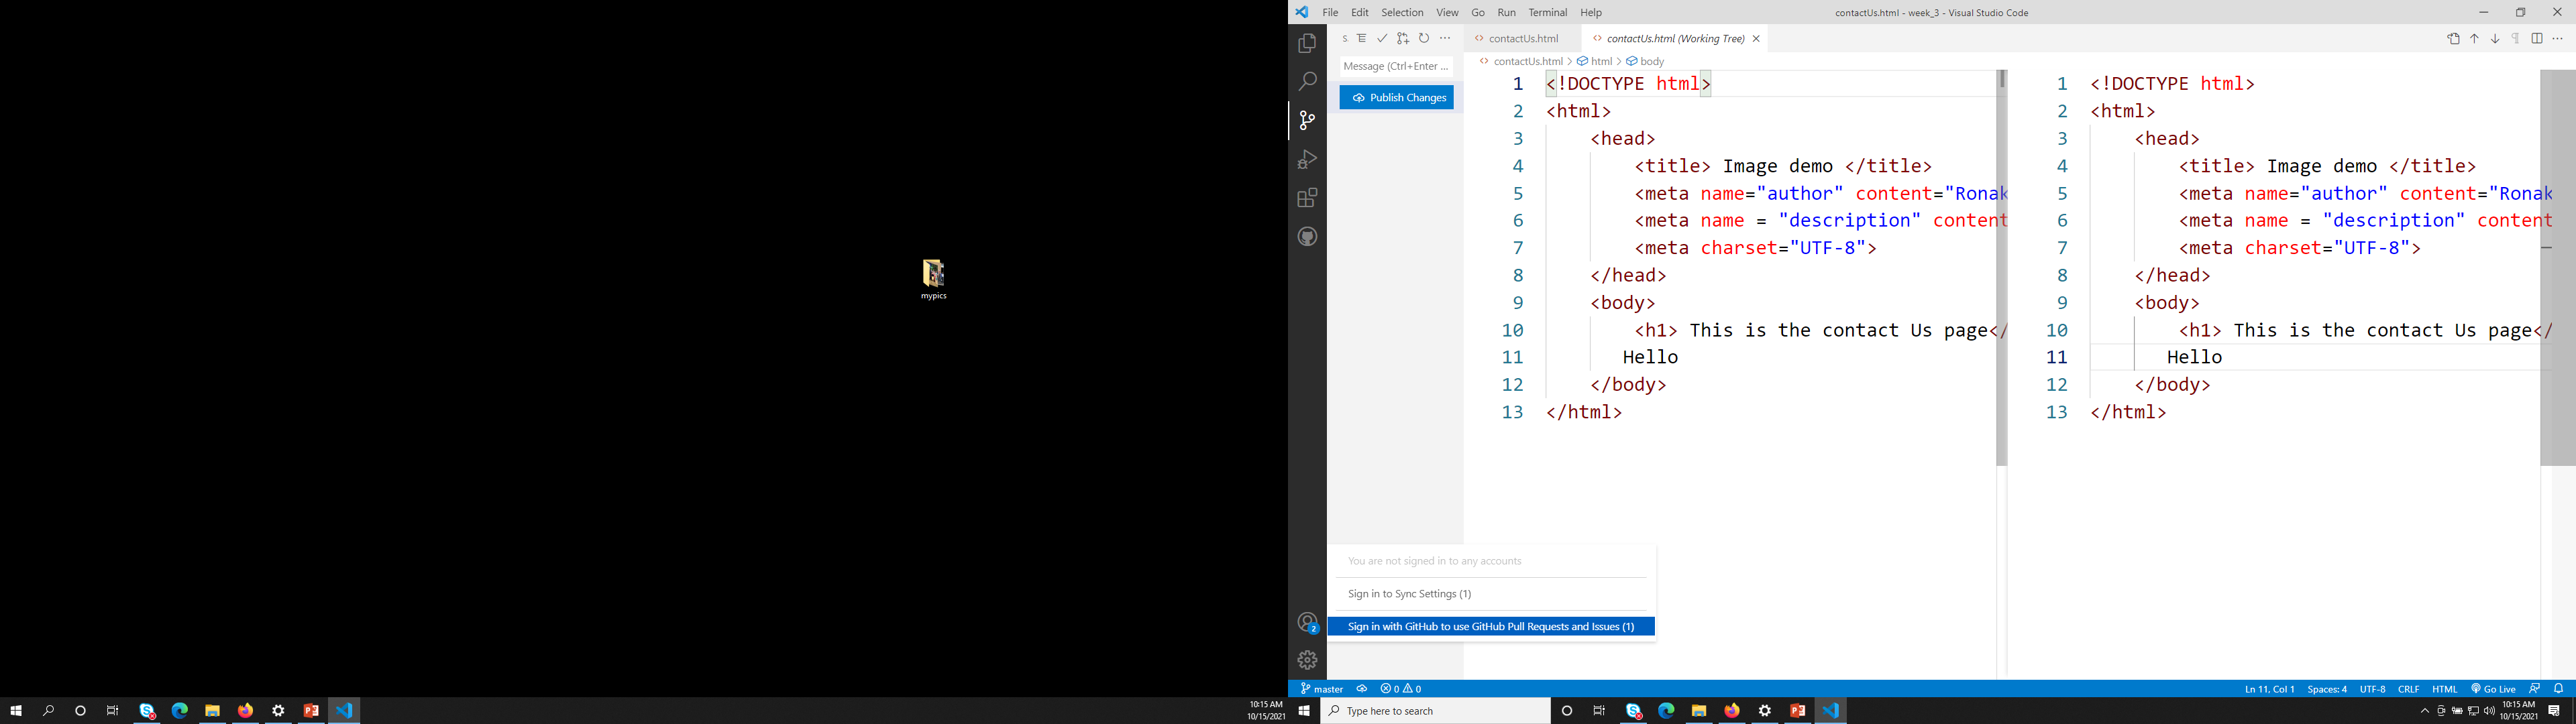 mypics
10:15 AM
10/15/2021
File Edit Selection View Go Run Terminal Help
contactUs.html - week_3 - Visual Studio Code
S
contactUs.html
contactUs.html (Working Tree)
Message (Ctrl+Enter ...
contactUs.html > html > body
Publish Changes
1 <!DOCTYPE html>
2 <html>
3 <head>
4 <title> Image demo </title>
5 <meta name="author" content="Ronak
6 <meta name = "description" content
7 <meta charset="UTF-8">
8 </head>
9 <body>
10 <h1> This is the contact Us page</
11 Hello
12 </body>
13 </html>
1 <!DOCTYPE html>
2 <html>
3 <head>
4 <title> Image demo </title>
5 <meta name="author" content="Ronak
6 <meta name = "description" content
7 <meta charset="UTF-8">
8 </head>
9 <body>
10 <h1> This is the contact Us page</
11 Hello
12 </body>
13 </html>
You are not signed in to any accounts
Sign in to Sync Settings (1)
Sign in with GitHub to use GitHub Pull Requests and Issues (1)
2
master
0 0
Ln 11, Col 1 Spaces: 4 UTF-8 CRLF HTML Go Live
Type here to search
10:15 AM
10/15/2021